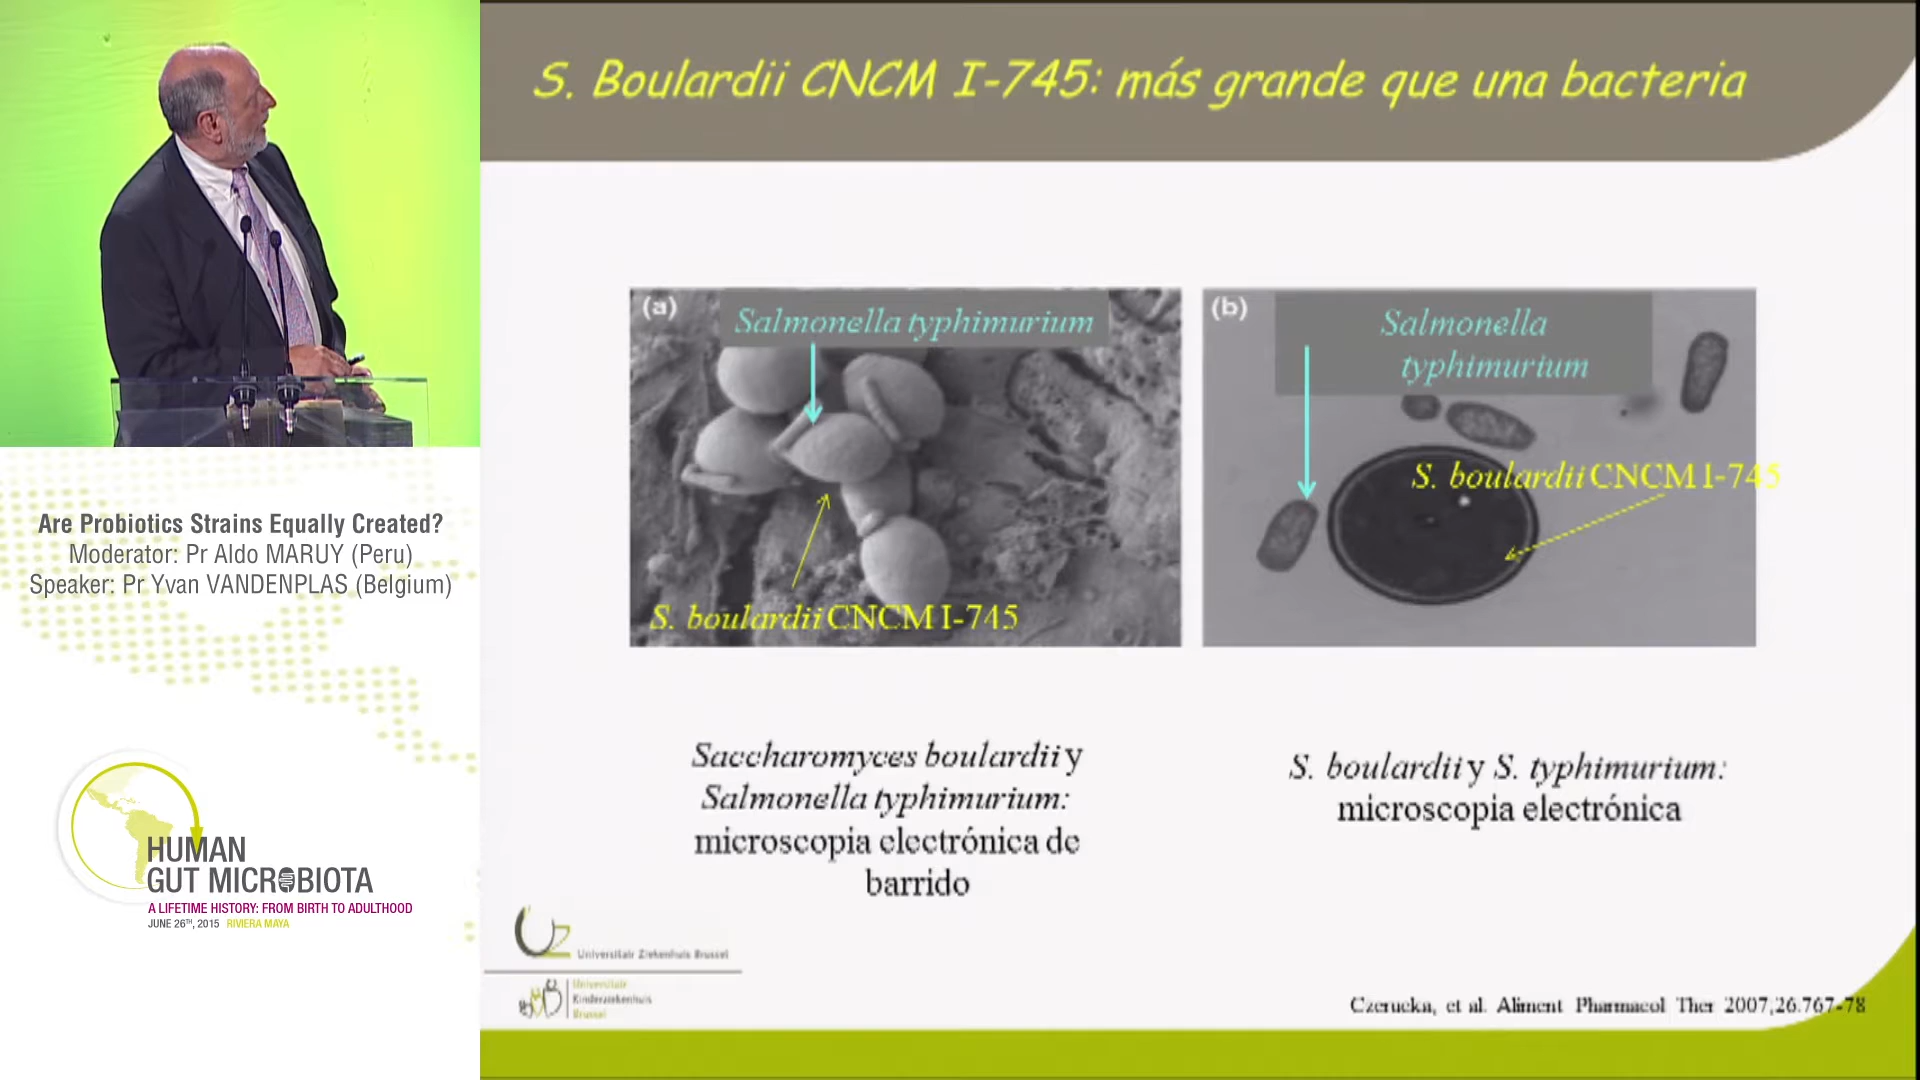 S. Boulardii CNCM I-745: más grande que una bacteria
(a)
Salmonella typhimurium
S. boulardii CNCM I-745
(b)
Salmonella
typhimurium
S. boulardii CNCM I-745
Saccharomyces boulardii y
Salmonella typhimurium:
microscopia electrónica de
barrido
S. boulardii y S. typhimurium:
microscopia electrónica
Universitair Ziekenhuis Brussel
Universitair
Kinderziekenhuis
Brussel
Czerucka, et al. Aliment Pharmacol Ther 2007,26.767-78
Are Probiotics Strains Equally Created?
Moderator: Pr Aldo MARUY (Peru)
Speaker: Pr Yvan VANDENPLAS (Belgium)
HUMAN
GUT MICROBIOTA
A LIFETIME HISTORY: FROM BIRTH TO ADULTHOOD
JUNE 26TH, 2015 RIVIERA MAYA